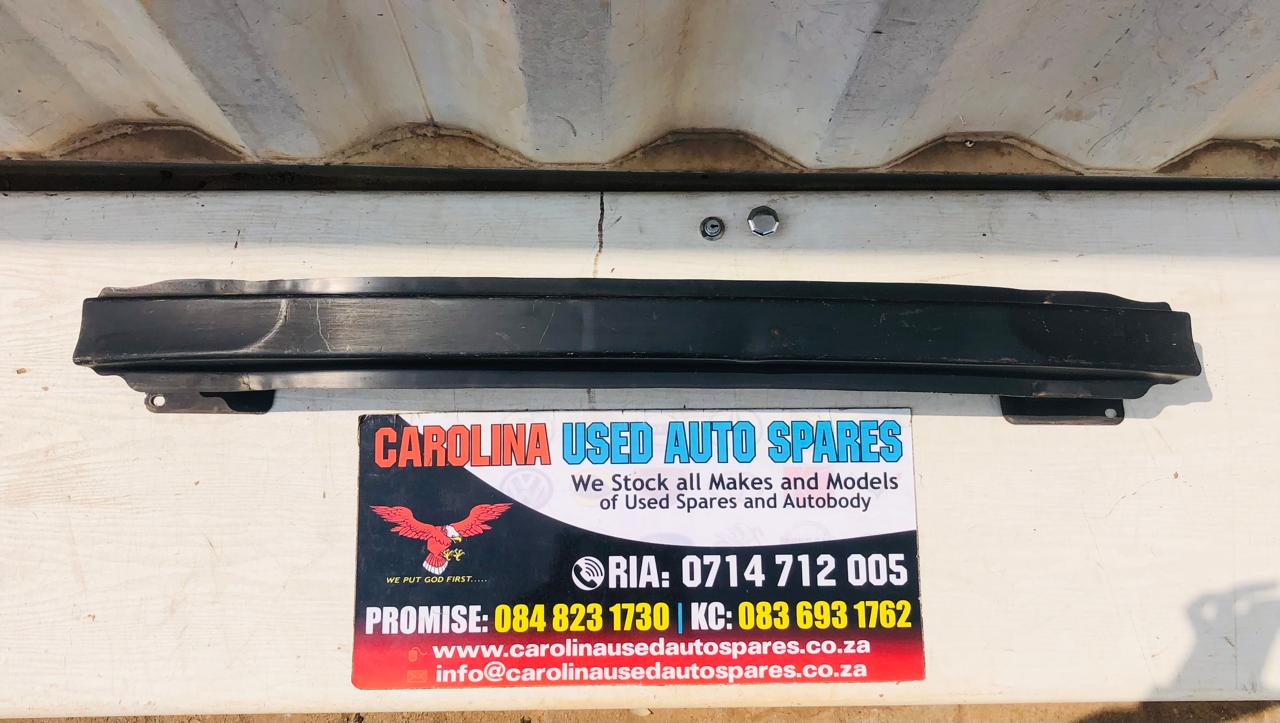 CAROLINA USED AUTO SPARES
We Stock all Makes and Models
of Used Spares and Autobody
WE PUT GOD FIRST.....
RIA: 0714 712 005
PROMISE: 084 823 1730 | KC: 083 693 1762
www.carolinausedautospares.co.za
info@carolinausedautospares.co.za